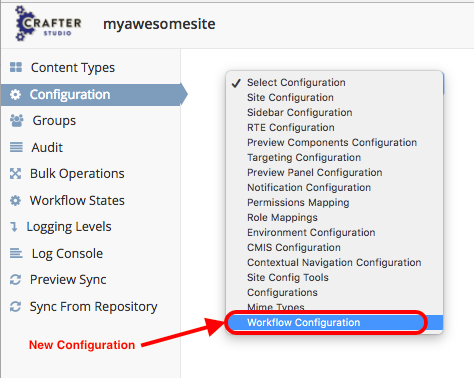 CRAFTER
STUDIO
myawesomesite
Content Types
Configuration
Groups
Audit
Bulk Operations
Workflow States
Logging Levels
Log Console
Preview Sync
Sync From Repository
✓ Select Configuration
Site Configuration
Sidebar Configuration
RTE Configuration
Preview Components Configuration
Targeting Configuration
Preview Panel Configuration
Notification Configuration
Permissions Mapping
Role Mappings
Environment Configuration
CMIS Configuration
Contextual Navigation Configuration
Site Config Tools
Configurations
Mime Types
Workflow Configuration
New Configuration